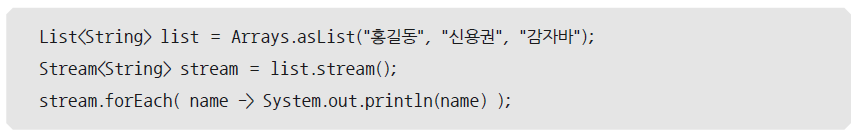 List<String> list = Arrays.asList("홍길동", "신용권", "감자바");
Stream<String> stream = list.stream();
stream.forEach( name -> System.out.println(name) );